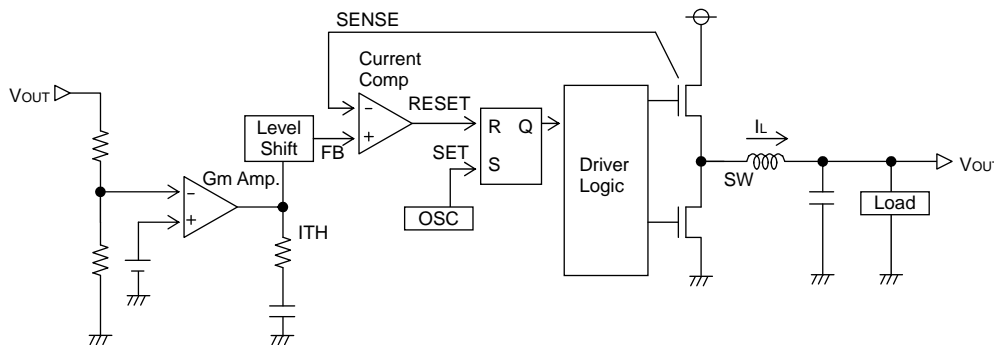 SENSE
Current
Comp
VOUT
RESET
Level
Shift
FB
SET
R Q
S
Gm Amp.
Driver
Logic
IL
SW
VOUT
Load
OSC
ITH
−
+
−
+